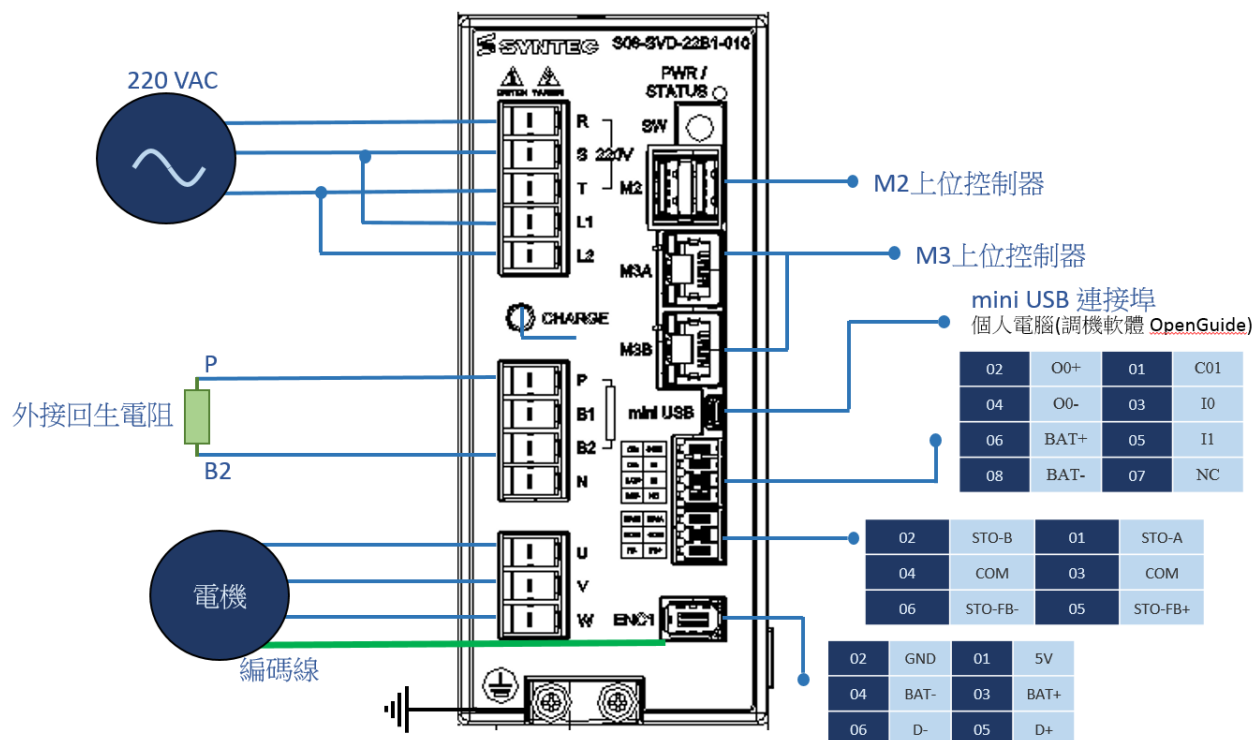 SYNTEC S06-SVD-22B1-010
220 VAC
PWR /
STATUS
SW
R
S 220V
T
L1
L2
M2
M2上位控制器
M3A
M3上位控制器
CHARGE
M3B
mini USB 連接埠
個人電腦(調機軟體 OpenGuide)
P
外接回生電阻
B2
P
B1
B2
N
mini USB
02 O0+ 01 C01
04 O0- 03 I0
06 BAT+ 05 I1
08 BAT- 07 NC
02 STO-B 01 STO-A
04 COM 03 COM
06 STO-FB- 05 STO-FB+
電機
U
V
W
ENC1
編碼線
02 GND 01 5V
04 BAT- 03 BAT+
06 D- 05 D+